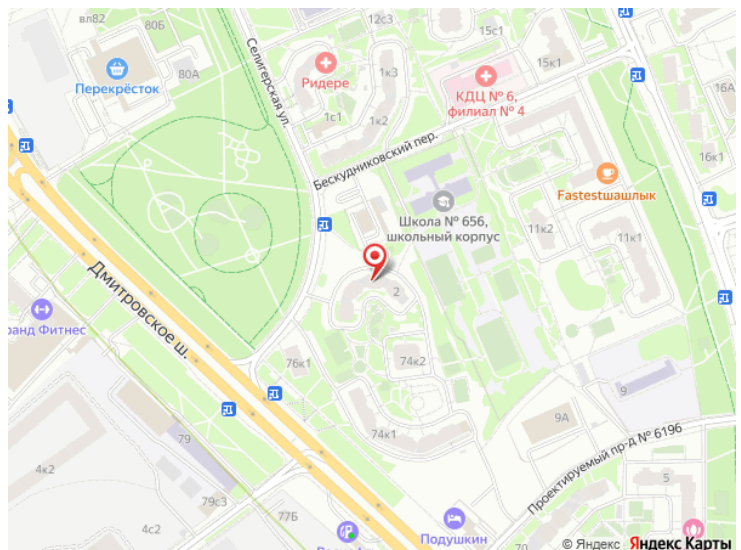 вл82
80Б
12с3
15с1
Перекрёсток
80А
Селигерская ул.
Ридере
1к3
15к1
КДЦ № 6,
филиал № 4
16А
1с1
1к2
Бескудниковский пер.
16к1
Fastestшашлык
Школа № 656,
школьный корпус
11к2
11к1
Дмитровское ш.
2
ранд Фитнес
76к1
74к2
9
9А
74к1
79
Проектируемый пр-д № 6196
4к2
79с3
77Б
5
4с2
Подушкин
© Яндекс Яндекс Карты